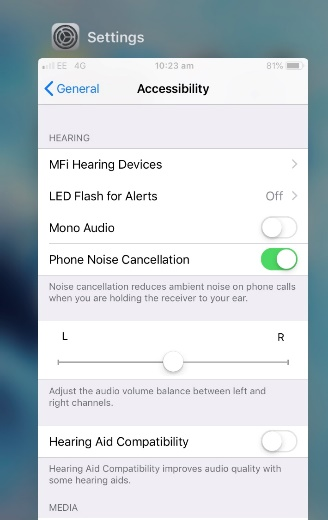 Settings
EE 4G 10:23 am 81%
General Accessibility
HEARING
MFi Hearing Devices
LED Flash for Alerts Off
Mono Audio
Phone Noise Cancellation
Noise cancellation reduces ambient noise on phone calls
when you are holding the receiver to your ear.
L R
Adjust the audio volume balance between left and
right channels.
Hearing Aid Compatibility
Hearing Aid Compatibility improves audio quality with
some hearing aids.
MEDIA